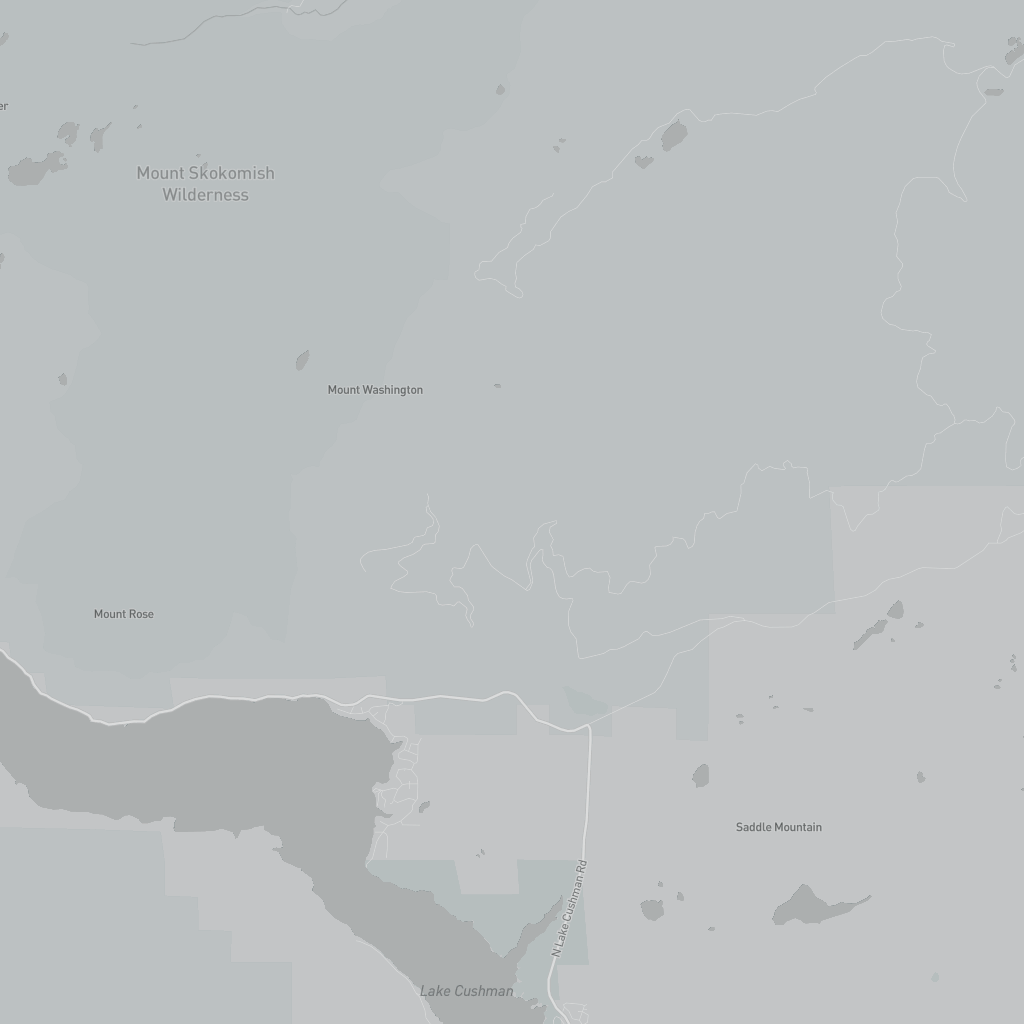 er
Mount Skokomish
Wilderness
Mount Washington
Mount Rose
Saddle Mountain
N Lake Cushman Rd
Lake Cushman